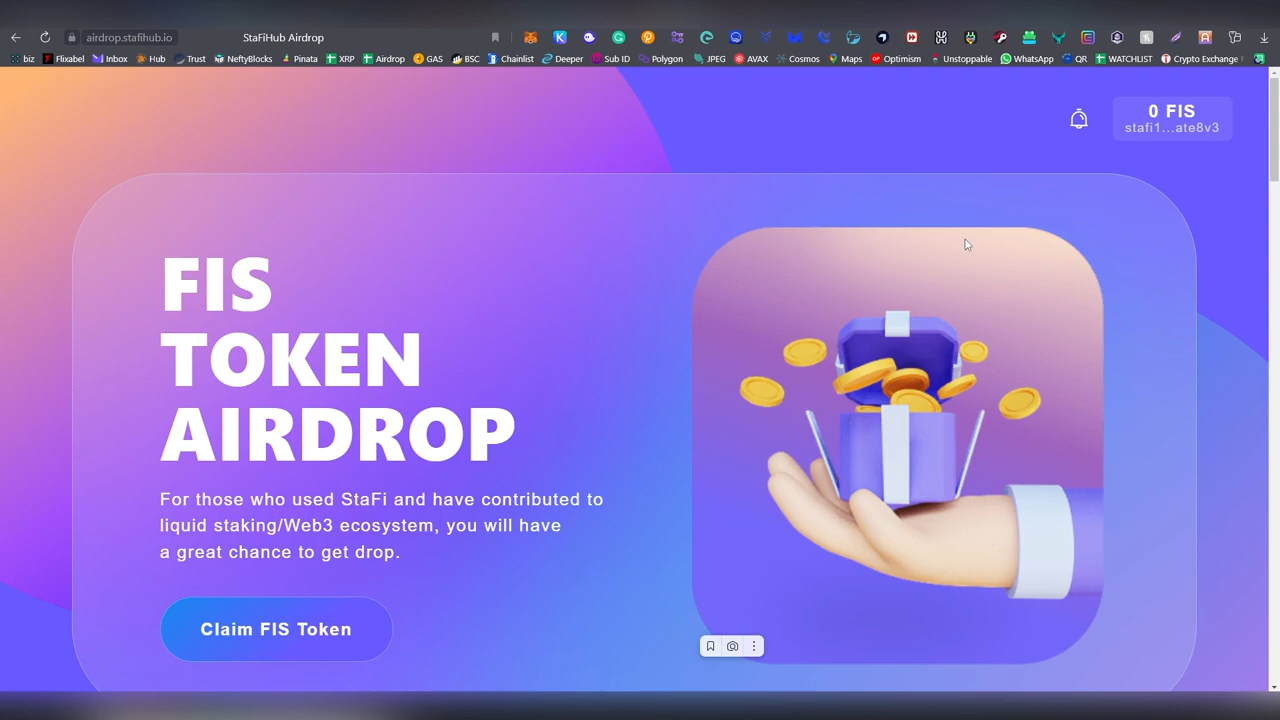 airdrop.stafihub.io
StaFiHub Airdrop
biz Flixabel Inbox Hub Trust NeftyBlocks Pinata XRP Airdrop GAS BSC Chainlist Deeper Sub ID Polygon JPEG AVAX Cosmos Maps Optimism Unstoppable WhatsApp QR WATCHLIST Crypto Exchange
0 FIS
stafi1...ate8v3
FIS
TOKEN
AIRDROP
For those who used StaFi and have contributed to
liquid staking/Web3 ecosystem, you will have
a great chance to get drop.
Claim FIS Token